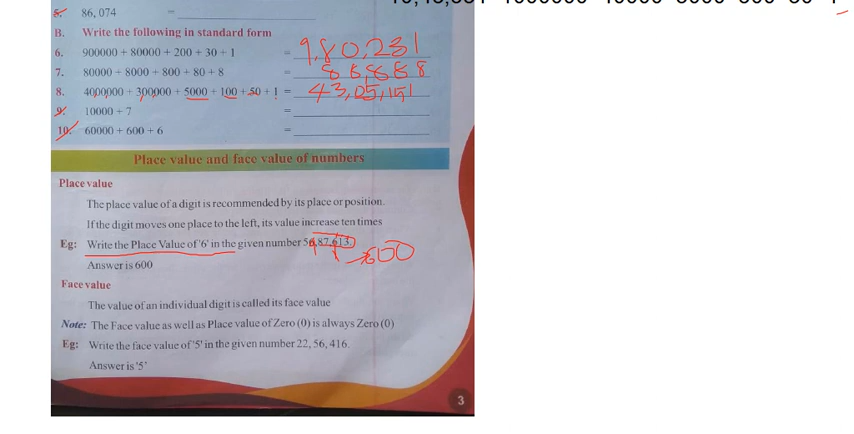 5. 86, 074 =
B. Write the following in standard form
6. 900000 + 80000 + 200 + 30 + 1 = 9,80,231
7. 80000 + 8000 + 800 + 80 + 8 = 88,888
8. 4000000 + 300000 + 5000 + 100 + 50 + 1 = 43,05,151
9. 10000 + 7 =
10. 60000 + 600 + 6 =
Place value and face value of numbers
Place value
The place value of a digit is recommended by its place or position.
If the digit moves one place to the left, its value increase ten times
Eg: Write the Place Value of '6' in the given number 87,613.
600
Answer is 600
Face value
The value of an individual digit is called its face value
Note: The Face value as well as Place value of Zero (0) is always Zero (0)
Eg: Write the face value of '5' in the given number 22, 56, 416.
Answer is '5'
3